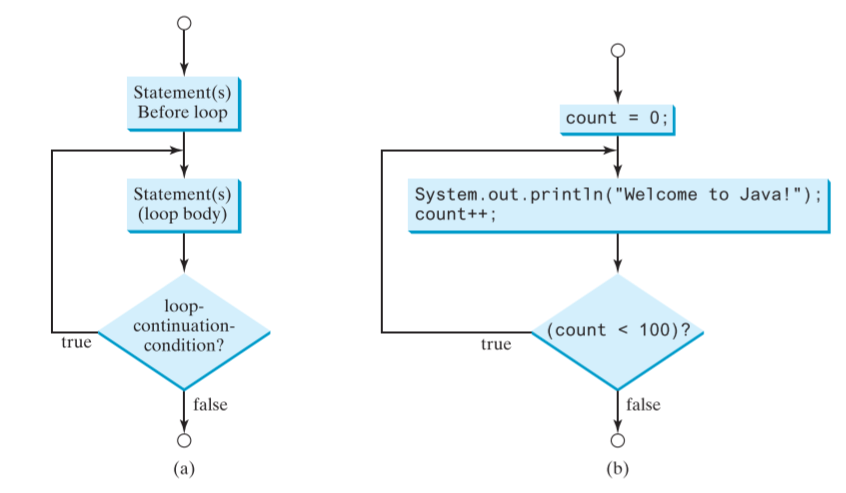 Statement(s)
Before loop
Statement(s)
(loop body)
loop-
continuation-
condition?
true
false
(a)
count = 0;
System.out.println("Welcome to Java!");
count++;
(count < 100)?
true
false
(b)